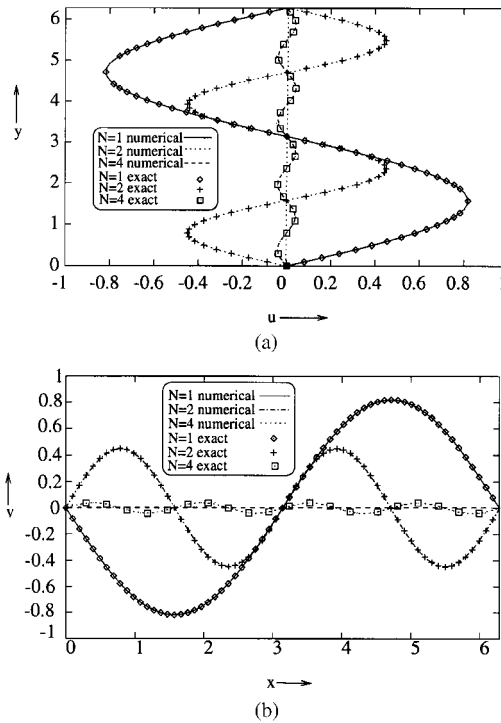 6
5
4
y
3
2
1
0
N=1 numerical
N=2 numerical
N=4 numerical
N=1 exact
N=2 exact
N=4 exact
-1 -0.8 -0.6 -0.4 -0.2 0 0.2 0.4 0.6 0.8 1
u
(a)
1
0.8
0.6
0.4
0.2
v
0
-0.2
-0.4
-0.6
-0.8
-1
N=1 numerical
N=2 numerical
N=4 numerical
N=1 exact
N=2 exact
N=4 exact
0 1 2 3 4 5 6
x
(b)